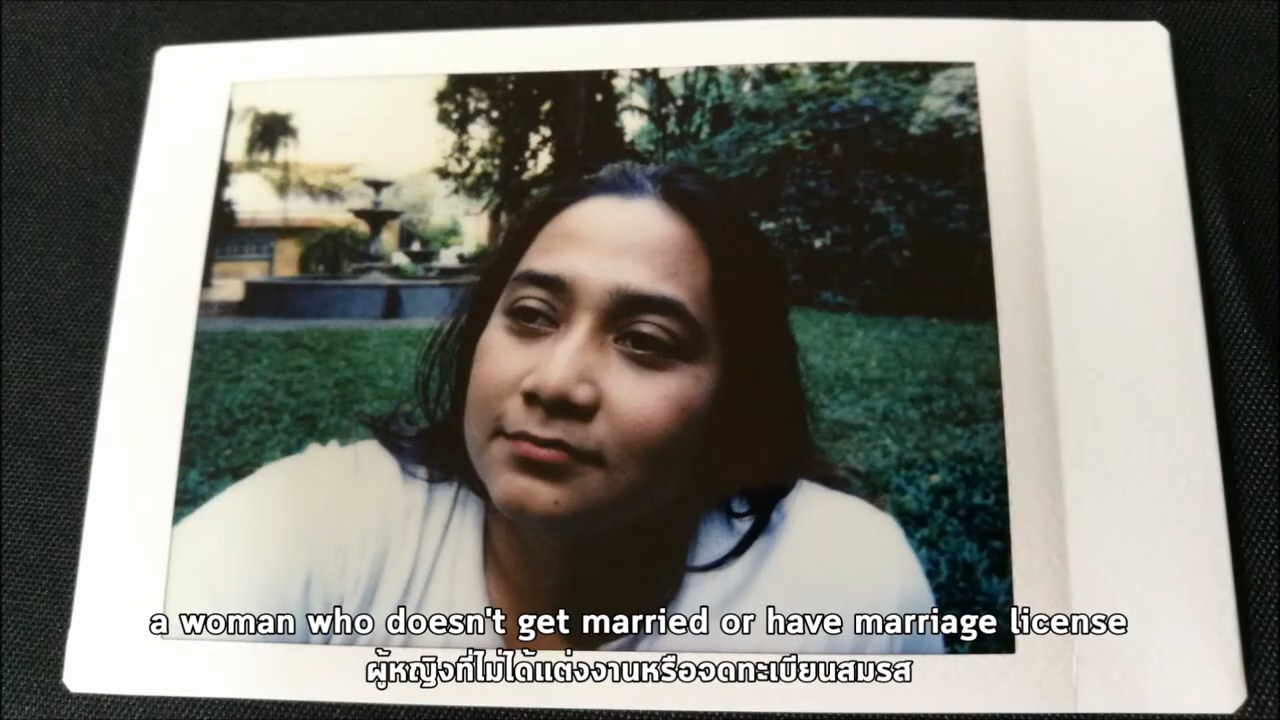 a woman who doesn't get married or have marriage license
ผู้หญิงที่ไม่ได้แต่งงานหรือจดทะเบียนสมรส